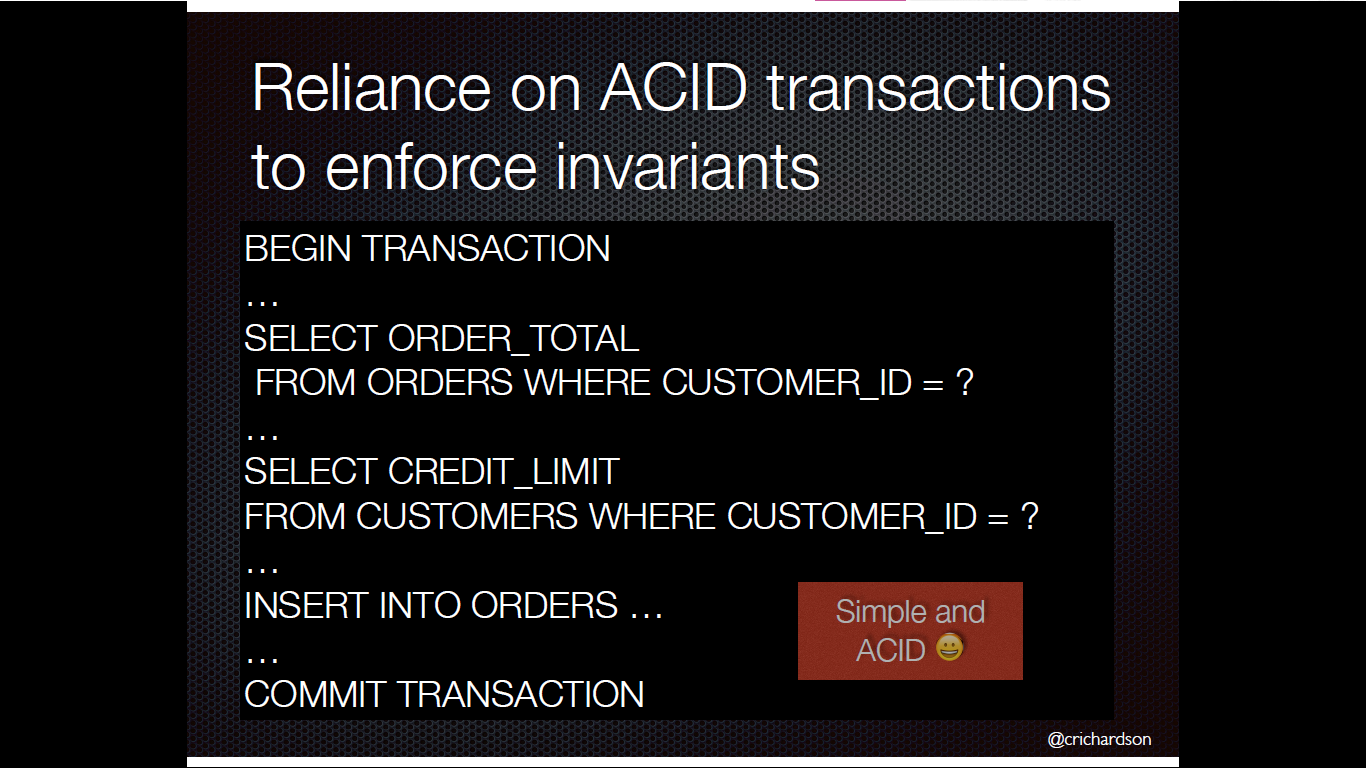 Reliance on ACID transactions
to enforce invariants
BEGIN TRANSACTION
…
SELECT ORDER_TOTAL
FROM ORDERS WHERE CUSTOMER_ID = ?
…
SELECT CREDIT_LIMIT
FROM CUSTOMERS WHERE CUSTOMER_ID = ?
…
INSERT INTO ORDERS …
…
COMMIT TRANSACTION
Simple and
ACID 😀
@crichardson